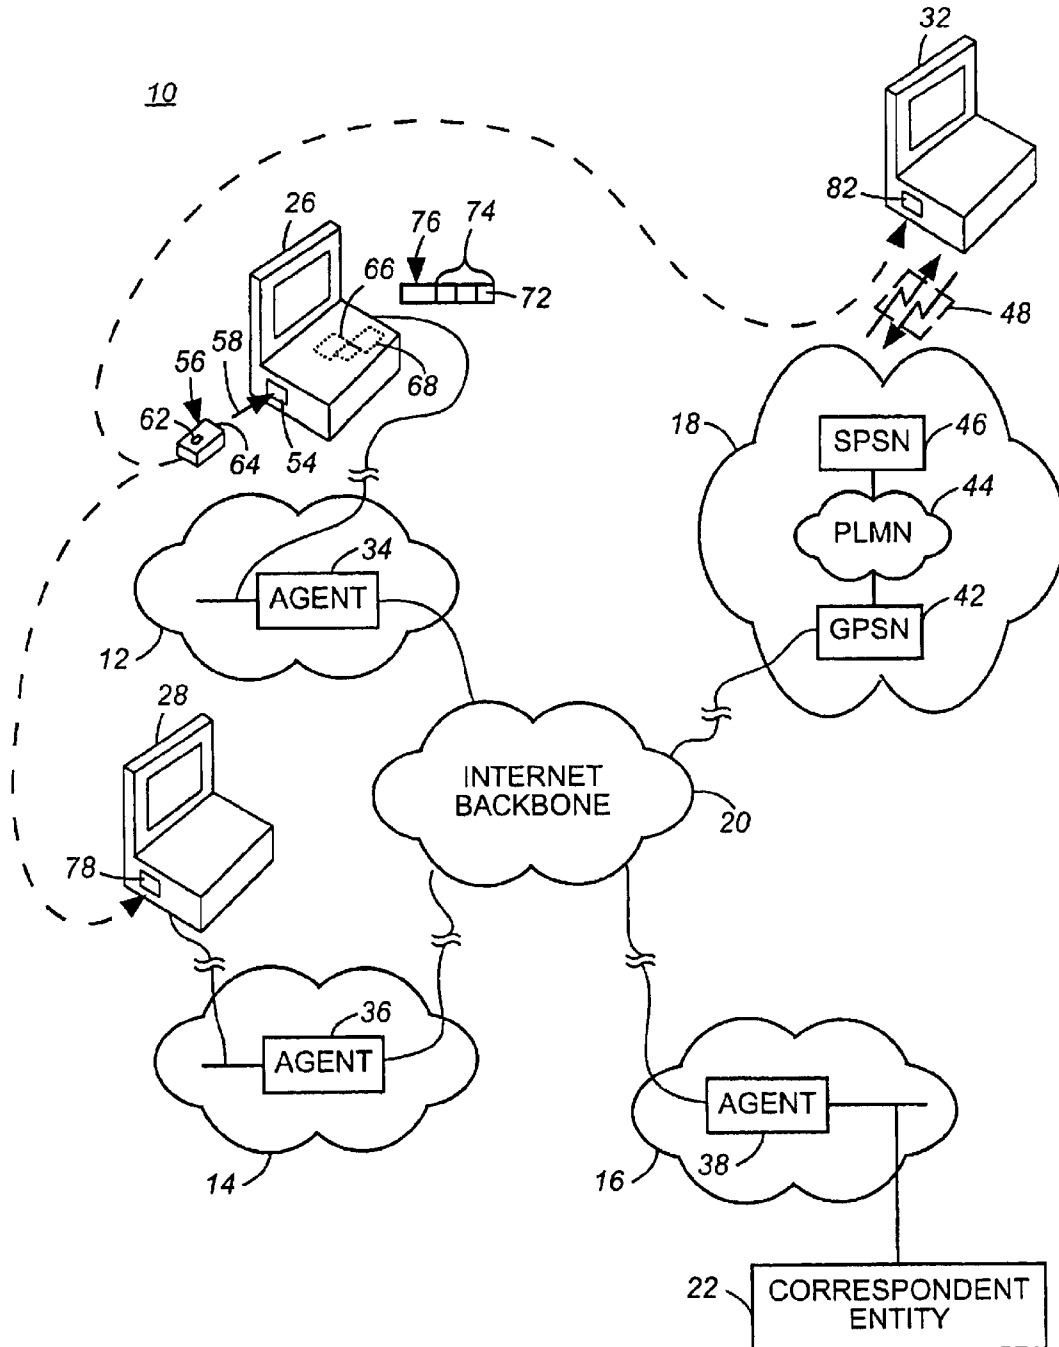 32
10
82
26
76
74
66
72
48
58
56
68
62
18
SPSN
46
64
54
44
PLMN
34
AGENT
42
GPSN
12
28
INTERNET
BACKBONE
20
78
36
AGENT
AGENT
14
16
38
22
CORRESPONDENT
ENTITY